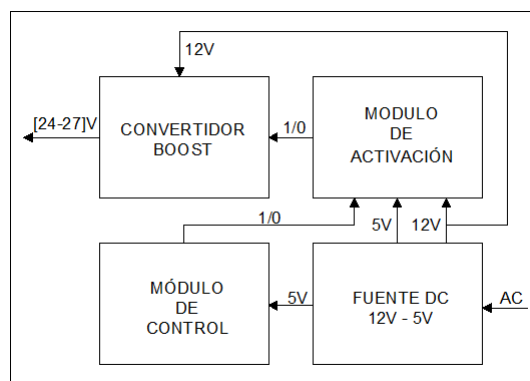 12V
[24-27]V
CONVERTIDOR
BOOST
1/0
MODULO
DE
ACTIVACIÓN
1/0
5V
12V
MÓDULO
DE
CONTROL
5V
FUENTE DC
12V - 5V
AC